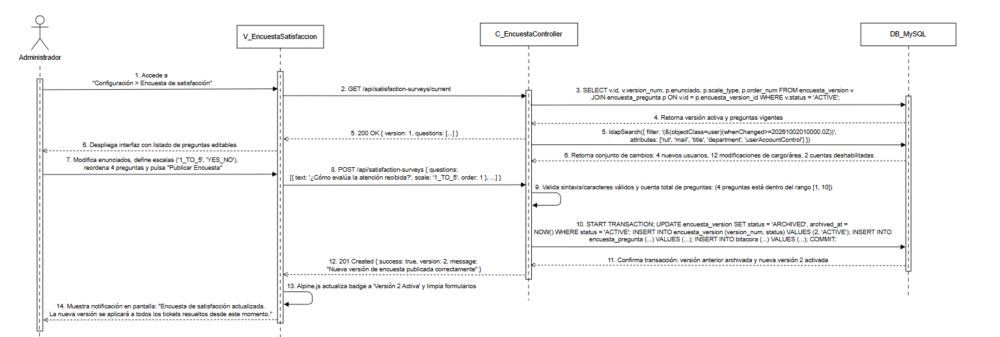 V_EncuestaSatisfaccion
C_EncuestaController
DB_MySQL
Administrador
1. Accede a
"Configuración > Encuesta de satisfacción"
2. GET /api/satisfaction-surveys/current
3. SELECT v.id, v.version_num, p.enunciado, p.scale_type, p.order_num FROM encuesta_version v
JOIN encuesta_pregunta p ON v.id = p.encuesta_version_id WHERE v.status = 'ACTIVE';
4. Retorna versión activa y preguntas vigentes
5. 200 OK { version: 1, questions: [...] }
5. ldapSearch({ filter: '(&(objectClass=user)(whenChanged>=20261002010000.0Z))',
attributes: ['rut', 'mail', 'title', 'department', 'userAccountControl'] })
6. Despliega interfaz con listado de preguntas editables
6. Retorna conjunto de cambios: 4 nuevos usuarios, 12 modificaciones de cargo/área, 2 cuentas deshabilitadas
7. Modifica enunciados, define escalas ('1_TO_5', 'YES_NO'),
reordena 4 preguntas y pulsa "Publicar Encuesta"
8. POST /api/satisfaction-surveys { questions:
[{ text: '¿Cómo evalúa la atención recibida?', scale: '1_TO_5', order: 1 }, ...] }
9. Valida sintaxis/caracteres válidos y cuenta total de preguntas: (4 preguntas está dentro del rango [1, 10])
10. START TRANSACTION; UPDATE encuesta_version SET status = 'ARCHIVED', archived_at =
NOW() WHERE status = 'ACTIVE'; INSERT INTO encuesta_version (version_num, status) VALUES (2, 'ACTIVE'); INSERT INTO
encuesta_pregunta (...) VALUES (...); INSERT INTO bitacora (...) VALUES (...); COMMIT;
11. Confirma transacción: versión anterior archivada y nueva versión 2 activada
12. 201 Created { success: true, version: 2, message:
"Nueva versión de encuesta publicada correctamente" }
13. Alpine.js actualiza badge a 'Versión 2 Activa' y limpia formularios
14. Muestra notificación en pantalla: "Encuesta de satisfacción actualizada.
La nueva versión se aplicará a todos los tickets resueltos desde este momento."